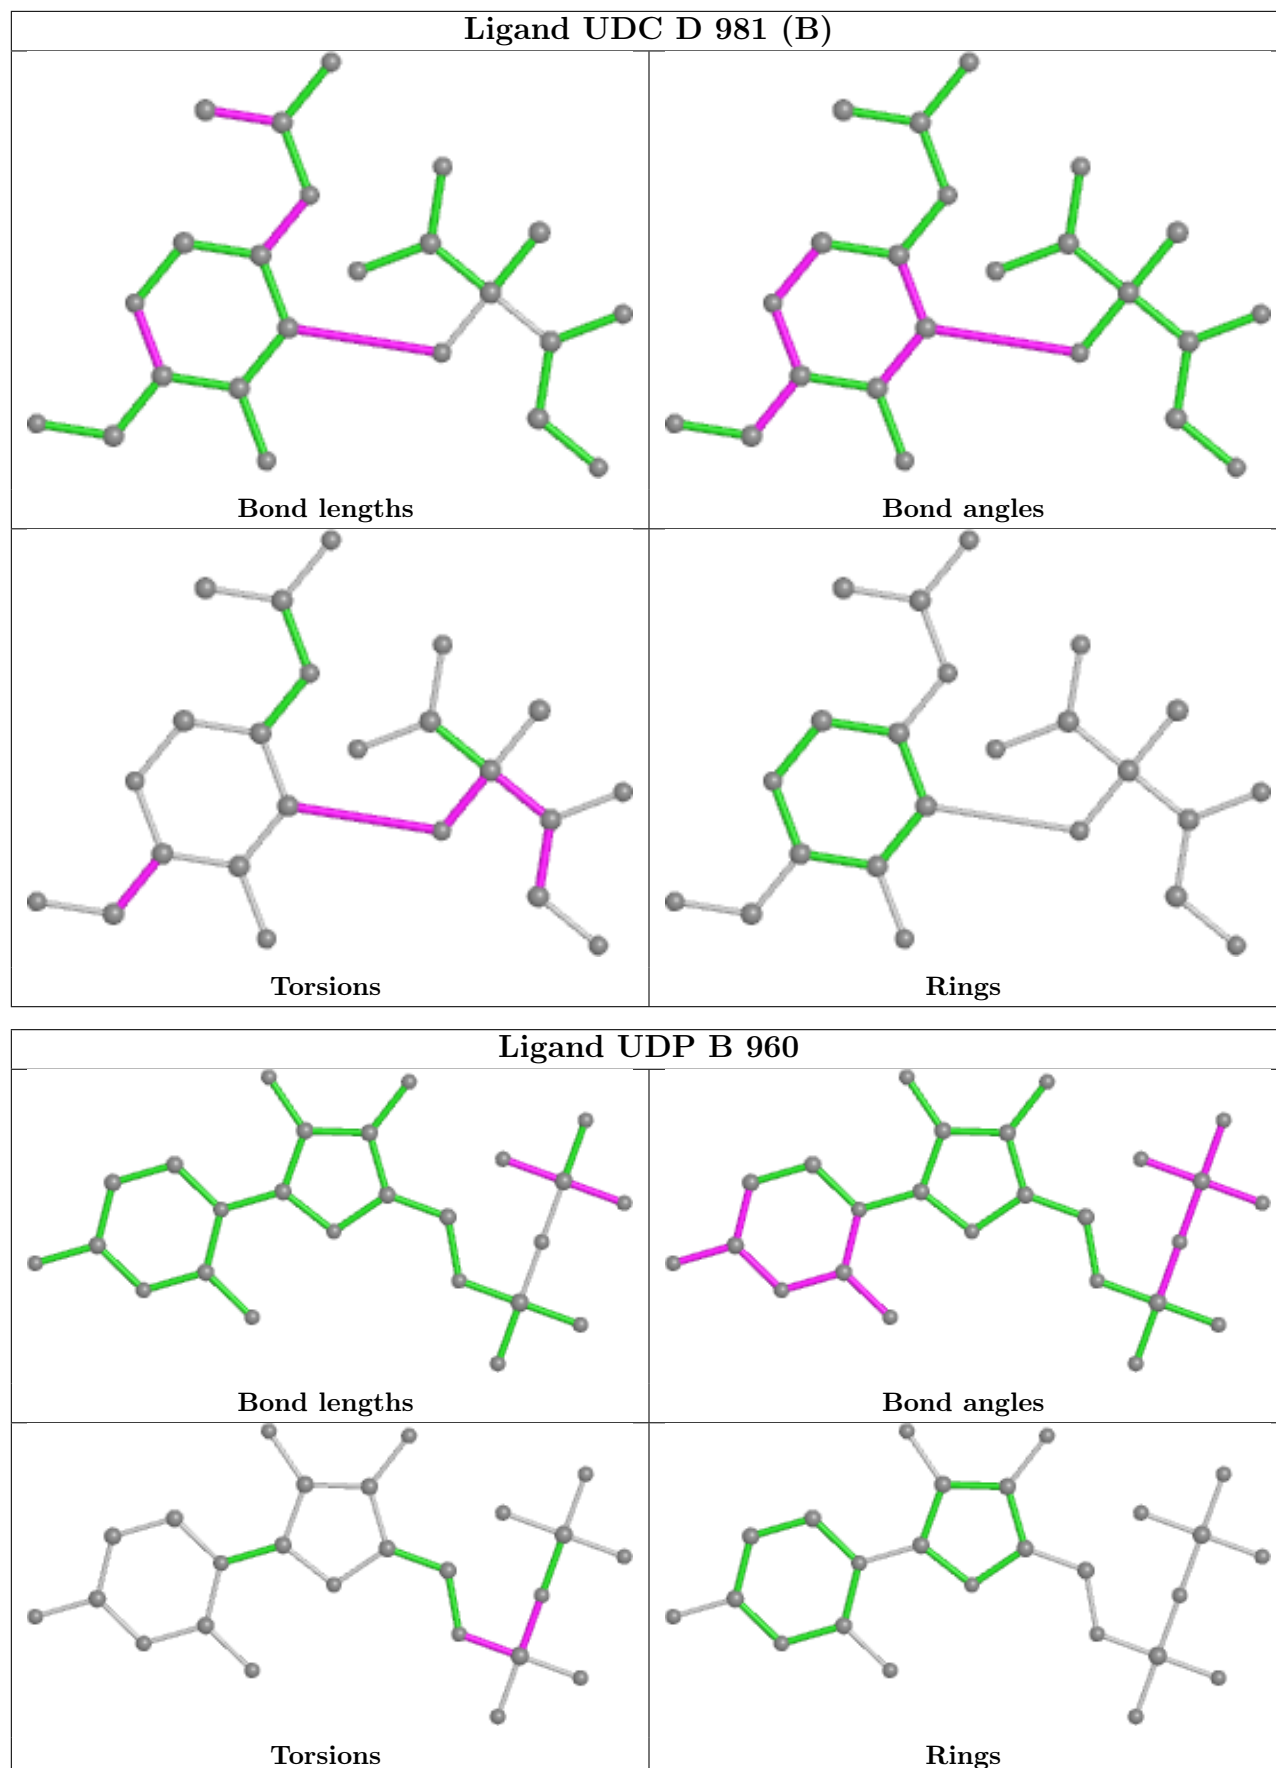 Ligand UDC D 981 (B)
Bond lengths
Bond angles
Torsions
Rings
Ligand UDP B 960
Bond lengths
Bond angles
Torsions
Rings